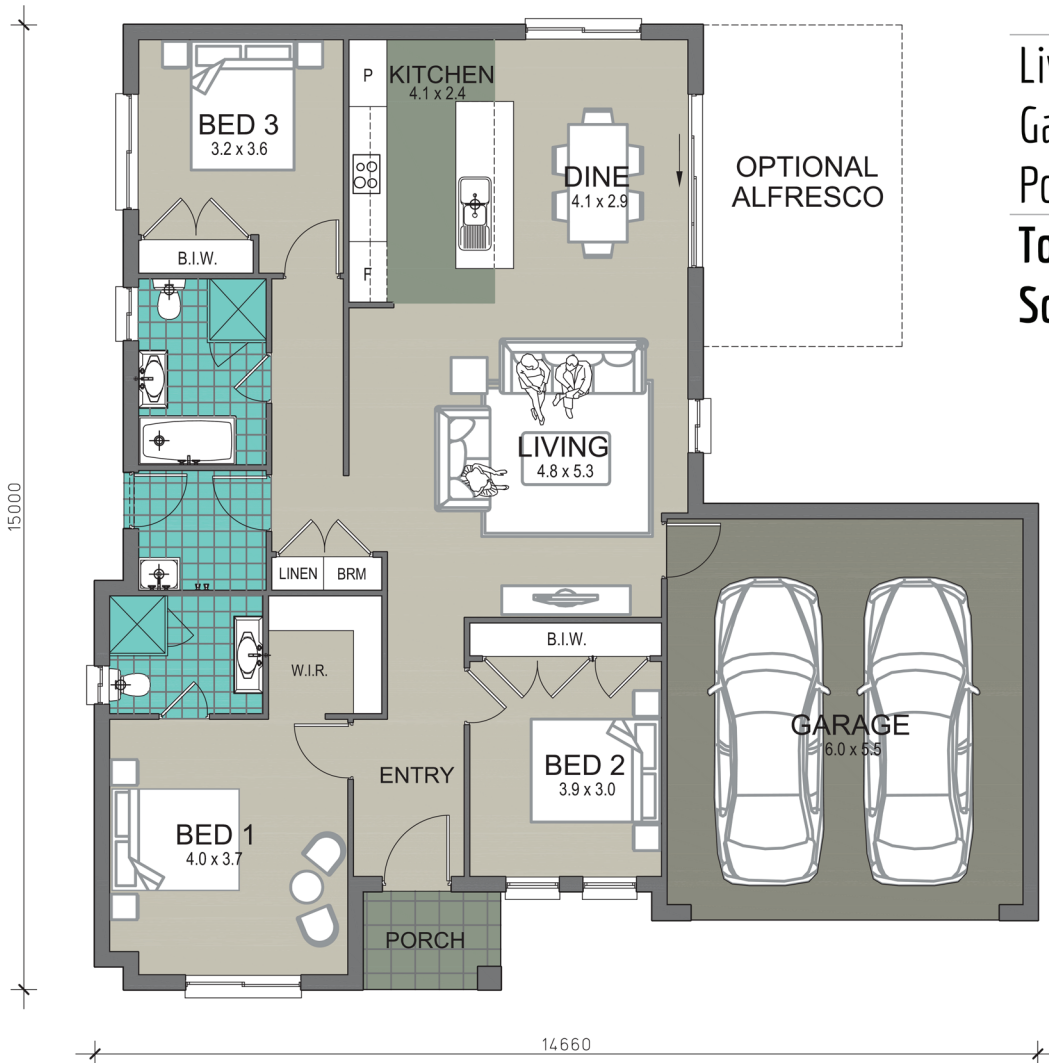 P
KITCHEN
4.1 x 2.4
BED 3
3.2 x 3.6
DINE
4.1 x 2.9
OPTIONAL
ALFRESCO
B.I.W.
F
LIVING
4.8 x 5.3
15000
LINEN
BRM
B.I.W.
W.I.R.
GARAGE
6.0 x 5.5
ENTRY
BED 2
3.9 x 3.0
BED 1
4.0 x 3.7
PORCH
14660